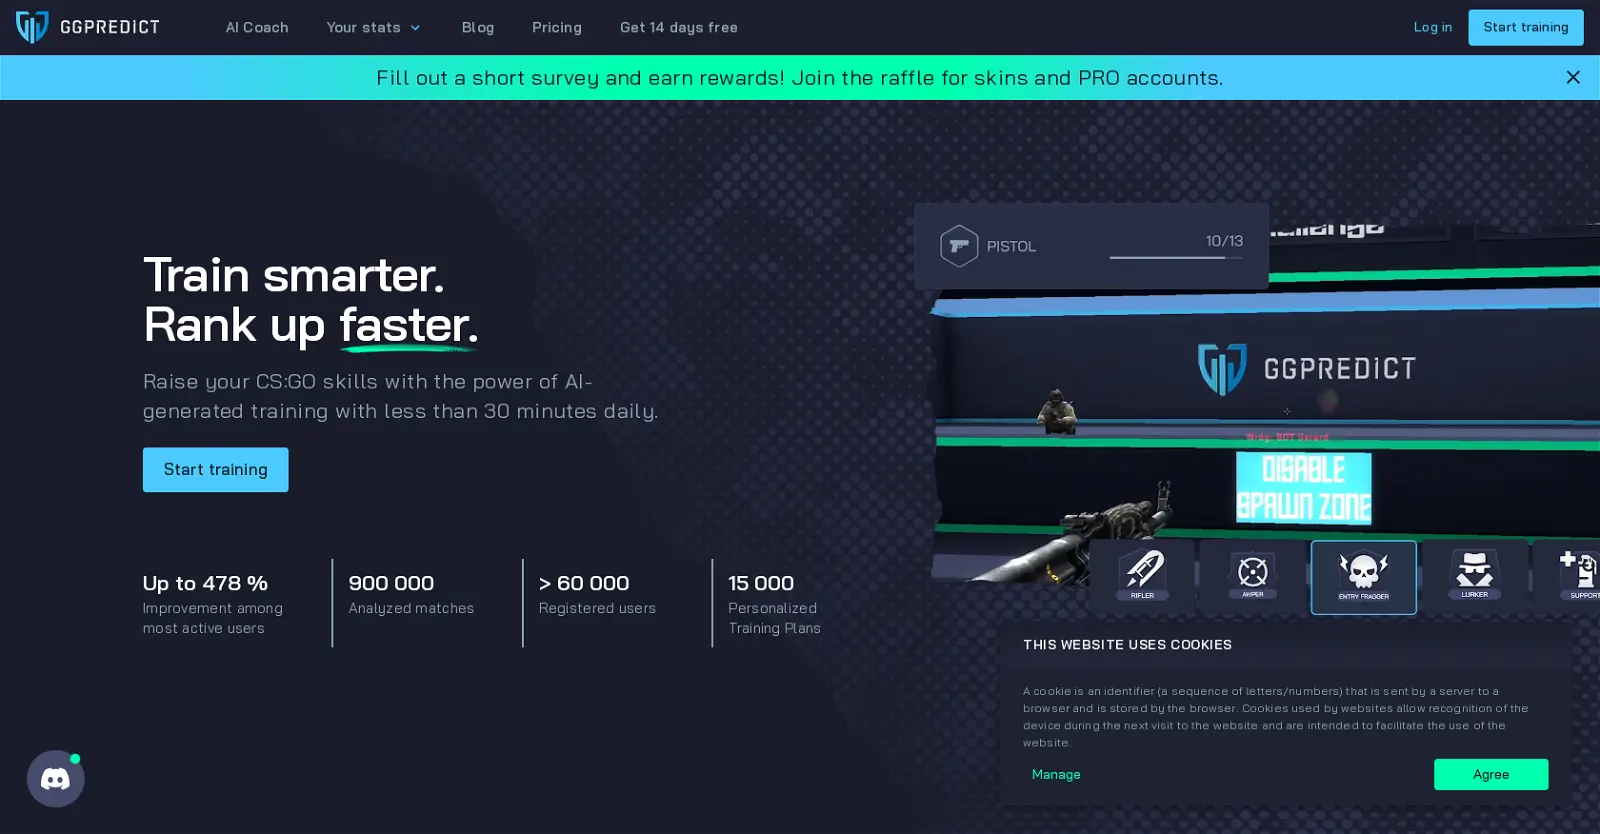 GGPREDICT
AI Coach
Your stats
Blog
Pricing
Get 14 days free
Log in
Start training
Fill out a short survey and earn rewards! Join the raffle for skins and PRO accounts.
PISTOL
10/13
Train smarter.
Rank up faster.
GGPREDICT
Raise your CS:GO skills with the power of AI-
generated training with less than 30 minutes daily.
Start training
DISABLE
SPAWN ZONE
RIFLER
AWPER
ENTRY FRAGGER
LURKER
SUPPORT
Up to 478 %
Improvement among
most active users
900 000
Analyzed matches
> 60 000
Registered users
15 000
Personalized
Training Plans
THIS WEBSITE USES COOKIES
A cookie is an identifier (a sequence of letters/numbers) that is sent by a server to a
browser and is stored by the browser. Cookies used by websites allow recognition of the
device during the next visit to the website and are intended to facilitate the use of the
website.
Manage
Agree